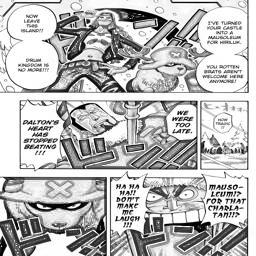 I'VE TURNED
YOUR CASTLE
INTO A
MAUSOLEUM
FOR HIRILUK.
YOU ROTTEN
BRATS AREN'T
WELCOME HERE
ANYMORE!
NOW
LEAVE
THIS
ISLAND!!
DRUM
KINGDOM
IS NO
MORE!!!
WE
WERE
TOO
LATE.
DALTON'S
HEART
HAS
STOPPED
BEATING
!!!
MAUSO-
LEUM!?
FOR THAT
CHARLA-
TAN!!!?
HA HA
HA!!
DON'T
MAKE ME
LAUGH
!!!